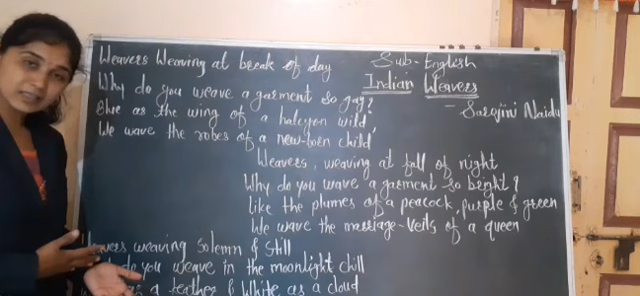 Sub-English
Indian Weavers
- Sarojini Naidu
Weavers Weaving at break of day
Why do you weave a garment so gay?
Blue as the wing of a halcyon wild
We wave the robes of a new-born child
Weavers, weaving at fall of night
Why do you wave a garment so bright?
Like the plumes of a peacock, purple & green
We wave the marriage-Veils of a queen
weaving Solemn & Still
do you weave in the moonlight chill
as a feather & White as a cloud